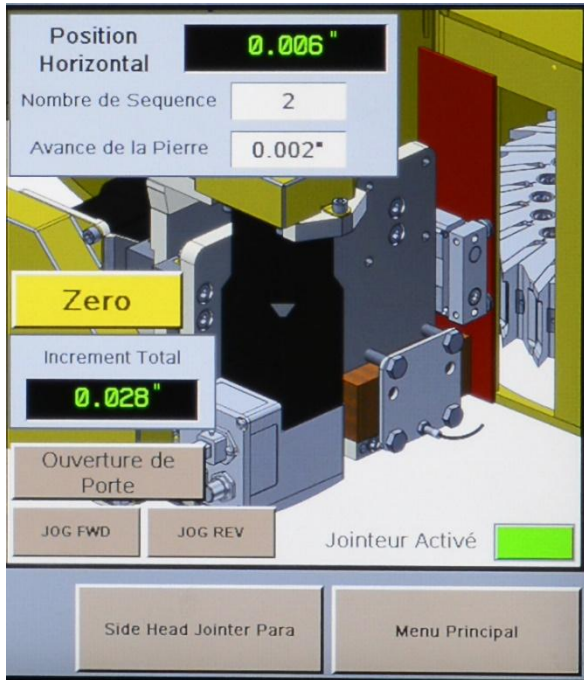 Position
Horizontal
0.006"
Nombre de Sequence
2
Avance de la Pierre
0.002"
Zero
Increment Total
0.028"
Ouverture de
Porte
JOG FWD
JOG REV
Jointeur Activé
Side Head Jointer Para
Menu Principal